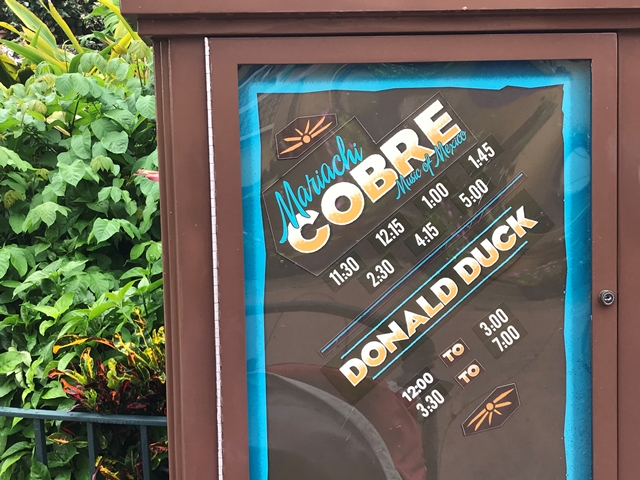 Mariachi
COBRE
Music of Mexico
11:30 12:15 1:00 1:45
2:30 4:15 5:00
DONALD DUCK
12:00 TO 3:00
3:30 TO 7:00